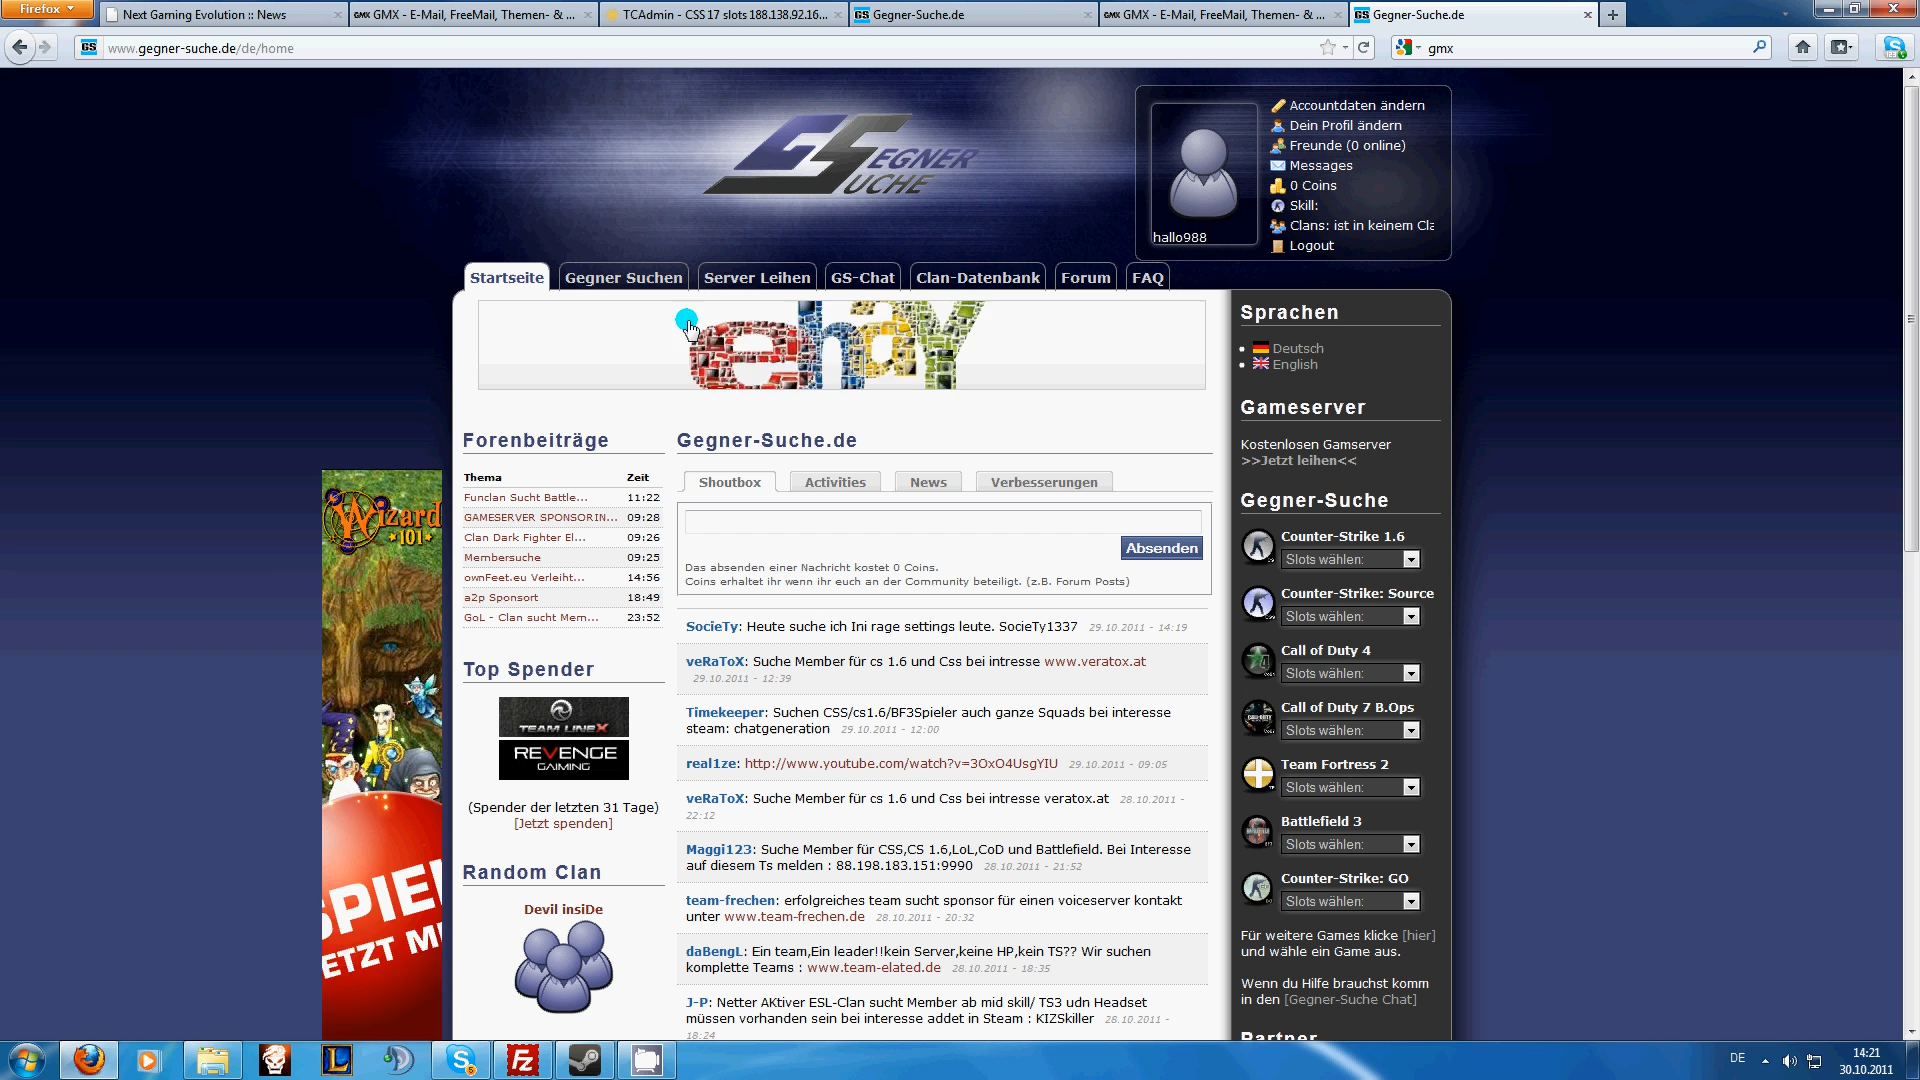 Firefox
Next Gaming Evolution :: News
GMX - E-Mail, FreeMail, Themen- & ...
TCAdmin - CSS 17 slots 188.138.92.16...
GS Gegner-Suche.de
GMX - E-Mail, FreeMail, Themen- & ...
GS Gegner-Suche.de
GS www.gegner-suche.de/de/home
gmx
GEGNER
SUCHE
hallo988
Accountdaten ändern
Dein Profil ändern
Freunde (0 online)
Messages
0 Coins
Skill:
Clans: ist in keinem Cla
Logout
Startseite
Gegner Suchen
Server Leihen
GS-Chat
Clan-Datenbank
Forum
FAQ
ebay
Forenbeiträge
Thema Zeit
Funclan Sucht Battle... 11:22
GAMESERVER SPONSORIN... 09:28
Clan Dark Fighter El... 09:26
Membersuche 09:25
ownFeet.eu Verleiht... 14:56
a2p Sponsort 18:49
GoL - Clan sucht Mem... 23:52
Top Spender
TEAM LINEX
REVENGE
GAMING
(Spender der letzten 31 Tage)
[Jetzt spenden]
Random Clan
Devil insiDe
Wizard
101
SPIEL
ETZT MI
Gegner-Suche.de
Shoutbox
Activities
News
Verbesserungen
Absenden
Das absenden einer Nachricht kostet 0 Coins.
Coins erhaltet ihr wenn ihr euch an der Community beteiligt. (z.B. Forum Posts)
SocieTy: Heute suche ich Ini rage settings leute. SocieTy1337 29.10.2011 - 14:19
veRaToX: Suche Member für cs 1.6 und Css bei intresse www.veratox.at
29.10.2011 - 12:39
Timekeeper: Suchen CSS/cs1.6/BF3Spieler auch ganze Squads bei interesse
steam: chatgeneration 29.10.2011 - 12:00
real1ze: http://www.youtube.com/watch?v=3OxO4UsgYIU 29.10.2011 - 09:05
veRaToX: Suche Member für cs 1.6 und Css bei intresse veratox.at 28.10.2011 -
22:12
Maggi123: Suche Member für CSS,CS 1.6,LoL,CoD und Battlefield. Bei Interesse
auf diesem Ts melden : 88.198.183.151:9990 28.10.2011 - 21:52
team-frechen: erfolgreiches team sucht sponsor für einen voiceserver kontakt
unter www.team-frechen.de 28.10.2011 - 20:32
daBengL: Ein team,Ein leader!!kein Server,keine HP,kein TS?? Wir suchen
komplette Teams : www.team-elated.de 28.10.2011 - 18:35
J-P: Netter AKtiver ESL-Clan sucht Member ab mid skill/ TS3 udn Headset
müssen vorhanden sein bei interesse addet in Steam : KIZSkiller 28.10.2011 -
18:24
Sprachen
Deutsch
English
Gameserver
Kostenlosen Gamserver
>>Jetzt leihen<<
Gegner-Suche
Counter-Strike 1.6
Slots wählen:
Counter-Strike: Source
Slots wählen:
Call of Duty 4
Slots wählen:
Call of Duty 7 B.Ops
Slots wählen:
Team Fortress 2
Slots wählen:
Battlefield 3
Slots wählen:
Counter-Strike: GO
Slots wählen:
Für weitere Games klicke [hier]
und wähle ein Game aus.
Wenn du Hilfe brauchst komm
in den [Gegner-Suche Chat]
Partner
DE
14:21
30.10.2011